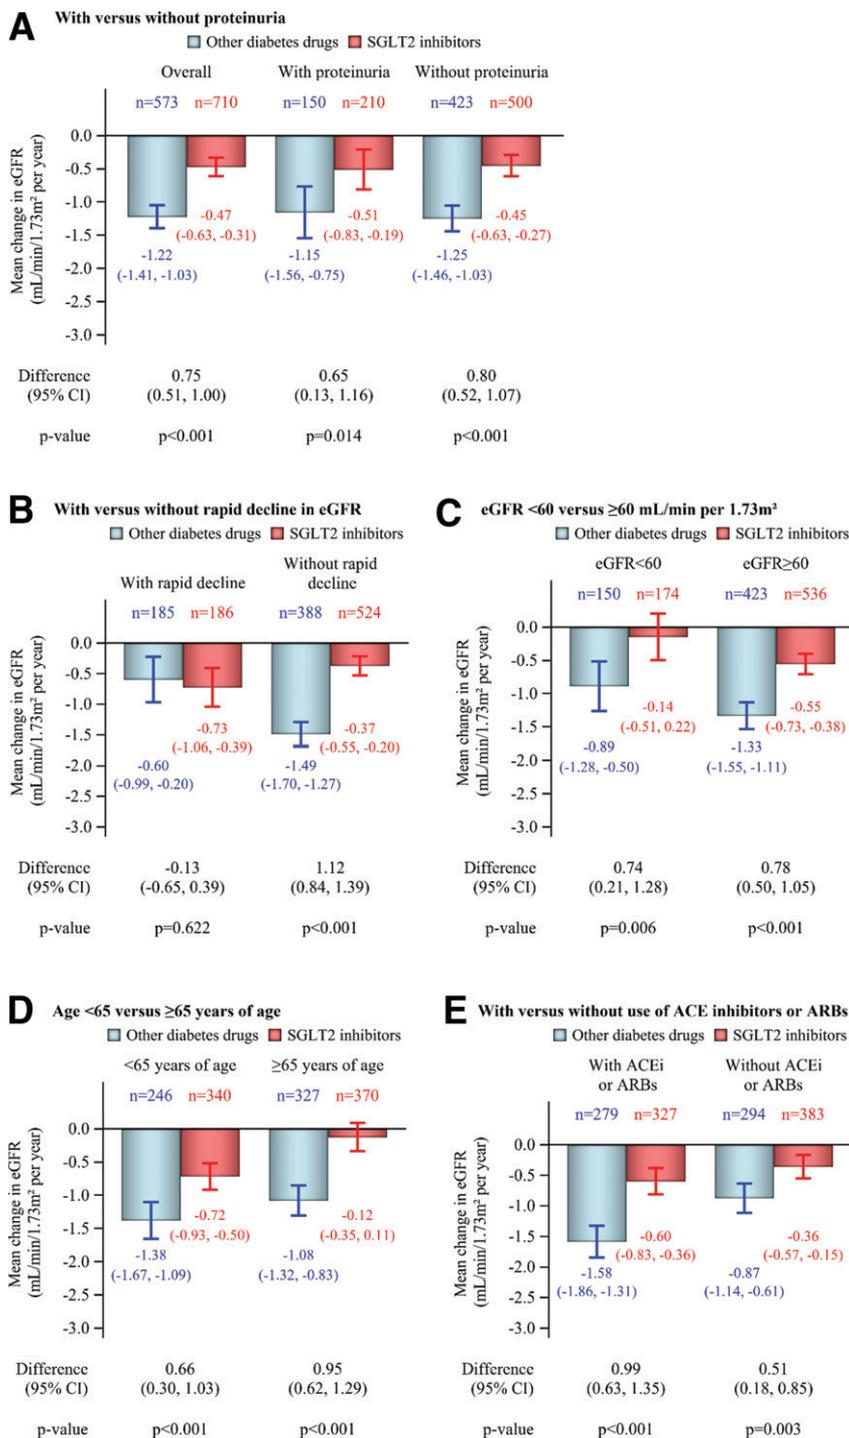 A With versus without proteinuria
Other diabetes drugs SGLT2 inhibitors
Overall With proteinuria Without proteinuria
n=573 n=710 n=150 n=210 n=423 n=500
Mean change in eGFR
(mL/min/1.73m² per year)
0.0
-0.5
-1.0
-1.5
-2.0
-2.5
-3.0
-0.47 -0.51 -0.45
(-0.63, -0.31) (-0.83, -0.19) (-0.63, -0.27)
-1.22 -1.15 -1.25
(-1.41, -1.03) (-1.56, -0.75) (-1.46, -1.03)
Difference 0.75 0.65 0.80
(95% CI) (0.51, 1.00) (0.13, 1.16) (0.52, 1.07)
p-value p<0.001 p=0.014 p<0.001
B With versus without rapid decline in eGFR
Other diabetes drugs SGLT2 inhibitors
With rapid decline Without rapid
decline
n=185 n=186 n=388 n=524
Mean change in eGFR
(mL/min/1.73m² per year)
0.0
-0.5
-1.0
-1.5
-2.0
-2.5
-3.0
-0.73 -0.37
(-1.06, -0.39) (-0.55, -0.20)
-0.60 -1.49
(-0.99, -0.20) (-1.70, -1.27)
Difference -0.13 1.12
(95% CI) (-0.65, 0.39) (0.84, 1.39)
p-value p=0.622 p<0.001
C eGFR <60 versus ≥60 mL/min per 1.73m²
Other diabetes drugs SGLT2 inhibitors
eGFR<60 eGFR≥60
n=150 n=174 n=423 n=536
Mean change in eGFR
(mL/min/1.73m² per year)
0.0
-0.5
-1.0
-1.5
-2.0
-2.5
-3.0
-0.14 -0.55
(-0.51, 0.22) (-0.73, -0.38)
-0.89 -1.33
(-1.28, -0.50) (-1.55, -1.11)
Difference 0.74 0.78
(95% CI) (0.21, 1.28) (0.50, 1.05)
p-value p=0.006 p<0.001
D Age <65 versus ≥65 years of age
Other diabetes drugs SGLT2 inhibitors
<65 years of age ≥65 years of age
n=246 n=340 n=327 n=370
Mean change in eGFR
(mL/min/1.73m² per year)
0.0
-0.5
-1.0
-1.5
-2.0
-2.5
-3.0
-0.72 -0.12
(-0.93, -0.50) (-0.35, 0.11)
-1.38 -1.08
(-1.67, -1.09) (-1.32, -0.83)
Difference 0.66 0.95
(95% CI) (0.30, 1.03) (0.62, 1.29)
p-value p<0.001 p<0.001
E With versus without use of ACE inhibitors or ARBs
Other diabetes drugs SGLT2 inhibitors
With ACEi Without ACEi
or ARBs or ARBs
n=279 n=327 n=294 n=383
Mean change in eGFR
(mL/min/1.73m² per year)
0.0
-0.5
-1.0
-1.5
-2.0
-2.5
-3.0
-0.60 -0.36
(-0.83, -0.36) (-0.57, -0.15)
-1.58 -0.87
(-1.86, -1.31) (-1.14, -0.61)
Difference 0.99 0.51
(95% CI) (0.63, 1.35) (0.18, 0.85)
p-value p<0.001 p=0.003